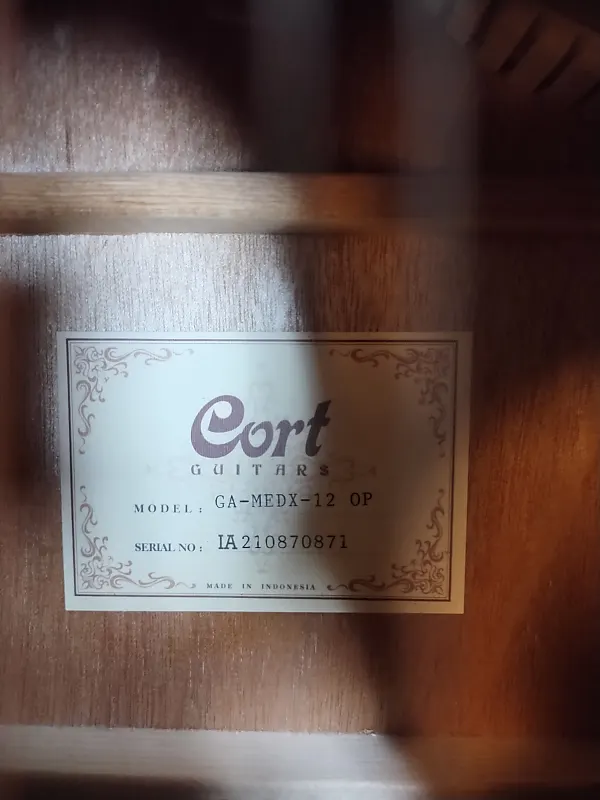 Cort
GUITARS
MODEL: GA-MEDX-12 OP
SERIAL NO: IA210870871
MADE IN INDONESIA